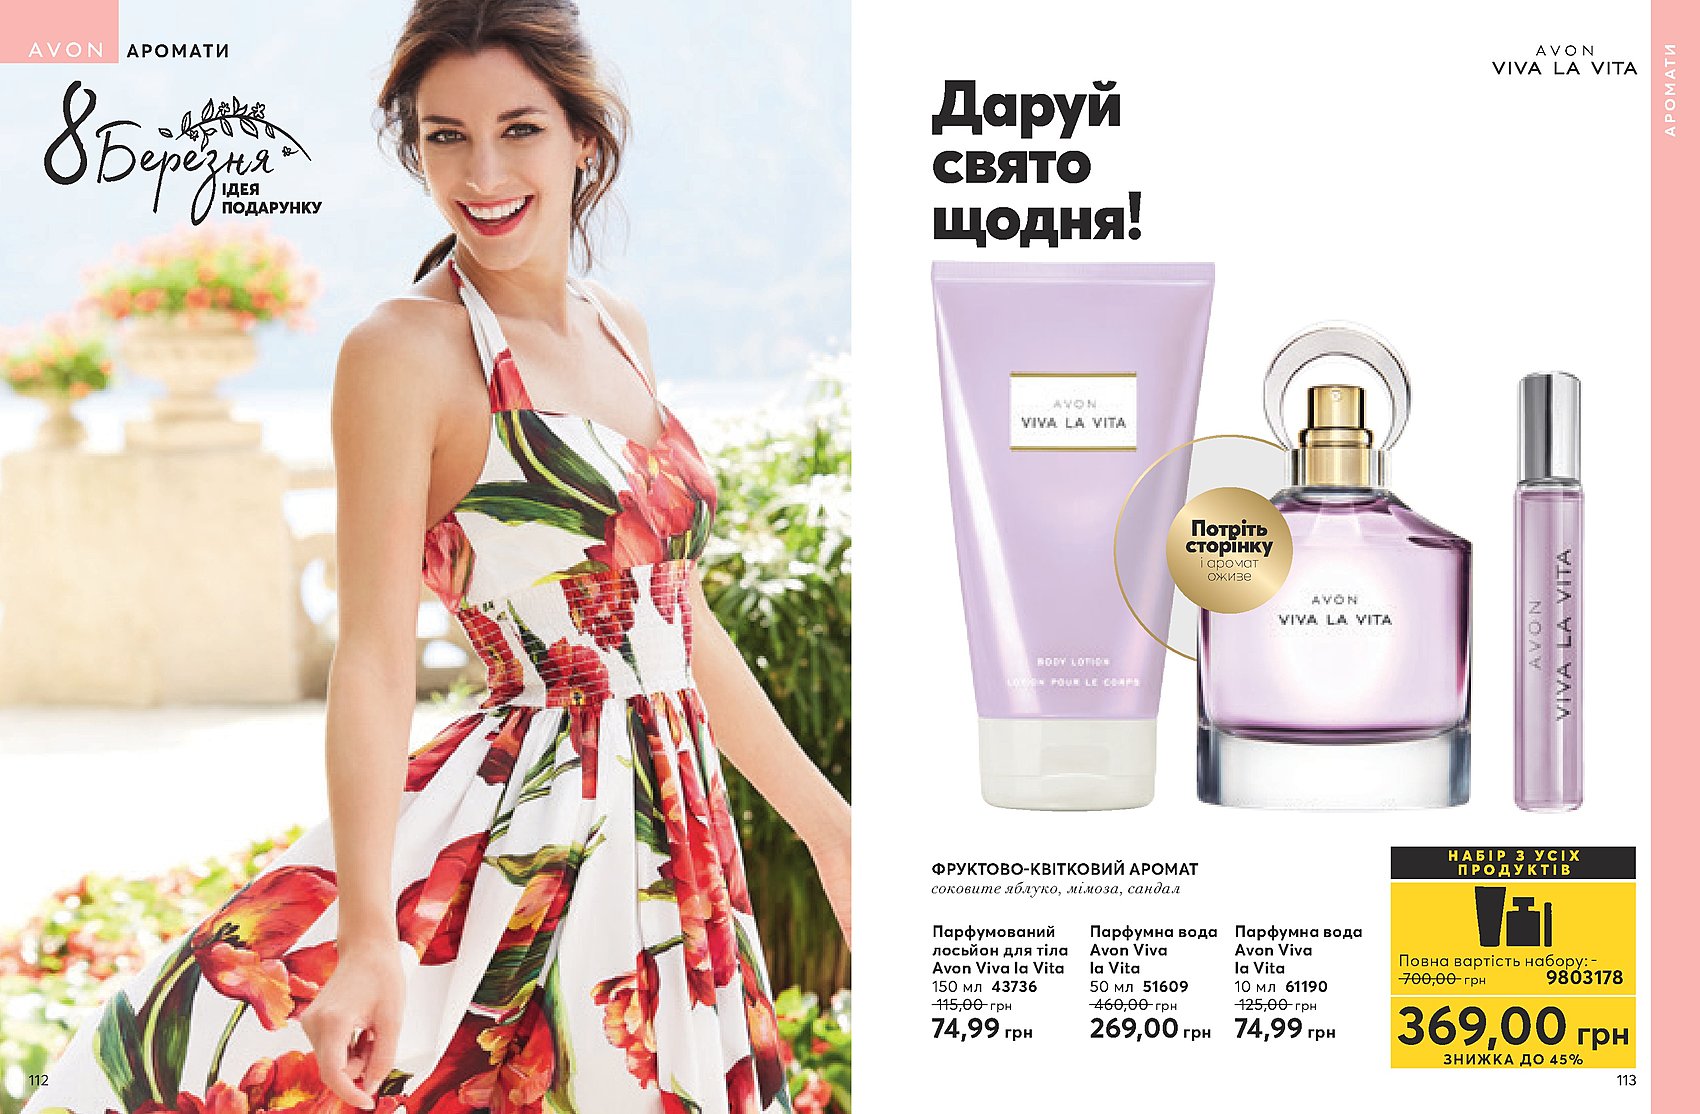 AVON АРОМАТИ
8 Березня
ІДЕЯ
ПОДАРУНКУ
112
AVON
VIVA LA VITA
АРОМАТИ
Даруй
свято
щодня!
AVON
VIVA LA VITA
BODY LOTION
LOTION POUR LE CORPS
Потріть
сторінку
і аромат
оживе
AVON
VIVA LA VITA
AVON
VIVA LA VITA
ФРУКТОВО-КВІТКОВИЙ АРОМАТ
соковите яблуко, мімоза, сандал
Парфумований
лосьйон для тіла
Avon Viva la Vita
150 мл 43736
115,00 грн
74,99 грн
Парфумна вода
Avon Viva
la Vita
50 мл 51609
460,00 грн
269,00 грн
Парфумна вода
Avon Viva
la Vita
10 мл 61190
125,00 грн
74,99 грн
НАБІР З УСІХ
ПРОДУКТІВ
Повна вартість набору: -
700,00 грн 9803178
369,00 грн
ЗНИЖКА ДО 45%
113